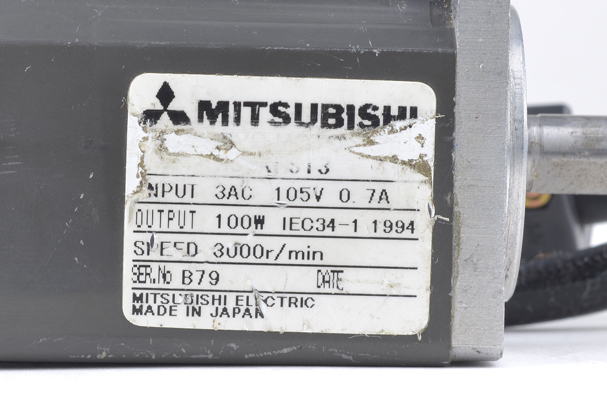 MITSUBISHI
INPUT 3AC 105V 0.7A
OUTPUT 100W IEC34-1 1994
SPEED 3000r/min
SER.No B79 DATE
MITSUBISHI ELECTRIC
MADE IN JAPAN